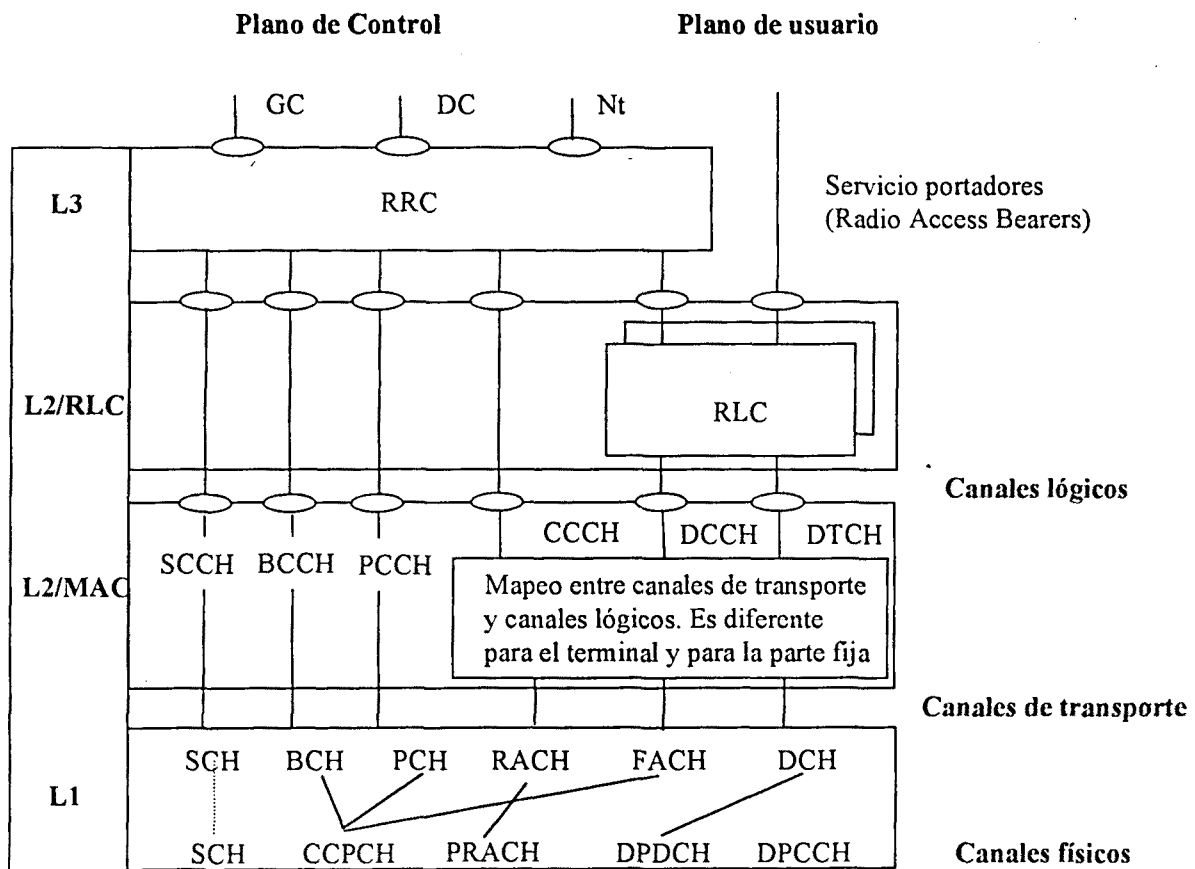 Plano de Control
Plano de usuario
GC
DC
Nt
L3
RRC
Servicio portadores
(Radio Access Bearers)
L2/RLC
RLC
Canales lógicos
CCCH
DCCH
DTCH
SCCH
BCCH
PCCH
L2/MAC
Mapeo entre canales de transporte
y canales lógicos. Es diferente
para el terminal y para la parte fija
Canales de transporte
SCH
BCH
PCH
RACH
FACH
DCH
L1
SCH
CCPCH
PRACH
DPDCH
DPCCH
Canales físicos